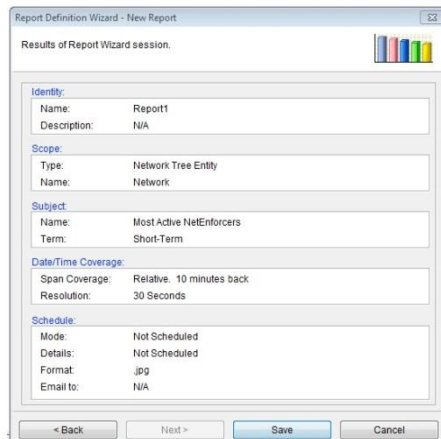 Report Definition Wizard - New Report
Results of Report Wizard session.
Identity:
Name: Report1
Description: N/A
Scope:
Type: Network Tree Entity
Name: Network
Subject:
Name: Most Active NetEnforcers
Term: Short-Term
Date/Time Coverage:
Span Coverage: Relative. 10 minutes back
Resolution: 30 Seconds
Schedule:
Mode: Not Scheduled
Details: Not Scheduled
Format: .jpg
Email to: N/A
< Back Next > Save Cancel